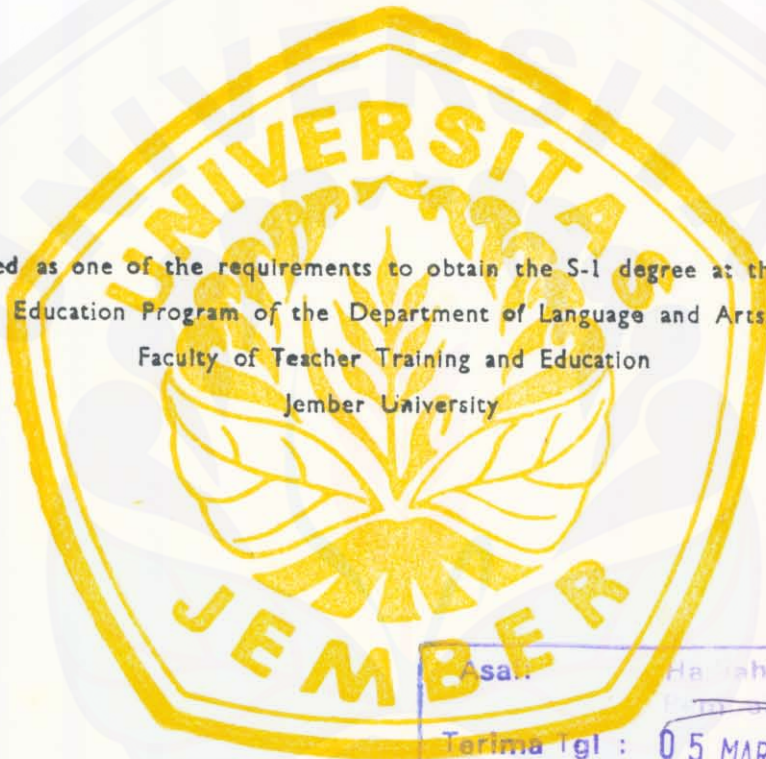 UNIVERSITAS
ed as one of the requirements to obtain the S-1 degree at th
Education Program of the Department of Language and Arts
Faculty of Teacher Training and Education
Jember University
JEMBER
Asal
Terima Tgl : 05 MAR